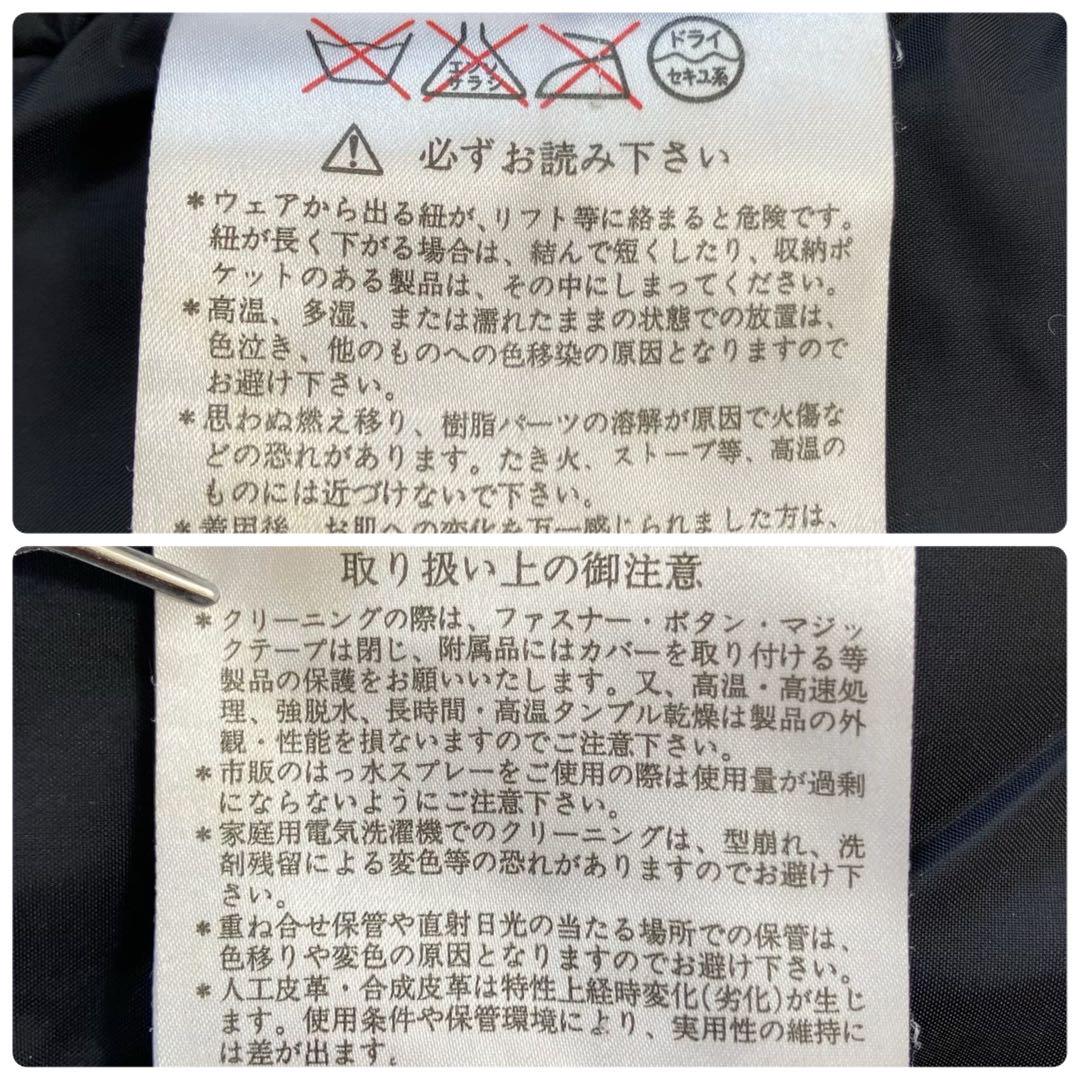 エンソ
サラシ
ドライ
セキユ系
必ずお読み下さい
*ウェアから出る紐が、リフト等に絡まると危険です。
紐が長く下がる場合は、結んで短くしたり、収納ポ
ケットのある製品は、その中にしまってください。
*高温、多湿、または濡れたままの状態での放置は、
色泣き、他のものへの色移染の原因となりますので
お避け下さい。
*思わぬ燃え移り、樹脂パーツの溶解が原因で火傷な
どの恐れがあります。たき火、ストーブ等、高温の
ものには近づけないで下さい。
*着用後、お肌への変化を万一感じられました方は、
取り扱い上の御注意
*クリーニングの際は、ファスナー・ボタン・マジッ
クテープは閉じ、附属品にはカバーを取り付ける等
製品の保護をお願いいたします。又、高温・高速処
理、強脱水、長時間・高温タンブル乾燥は製品の外
観・性能を損ないますのでご注意下さい。
*市販のはっ水スプレーをご使用の際は使用量が過剰
にならないようにご注意下さい。
*家庭用電気洗濯機でのクリーニングは、型崩れ、洗
剤残留による変色等の恐れがありますのでお避け下
さい。
*重ね合せ保管や直射日光の当たる場所での保管は、
色移りや変色の原因となりますのでお避け下さい。
*人工皮革・合成皮革は特性上経時変化(劣化)が生じ
ます。使用条件や保管環境により、実用性の維持に
は差が出ます。